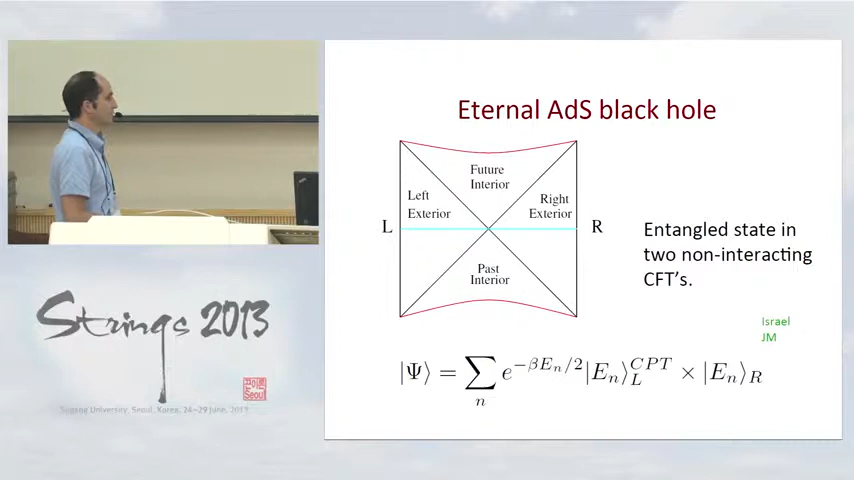 Eternal AdS black hole
Future
Interior
Left
Exterior
Right
Exterior
L
R
Past
Interior
Entangled state in
two non-interacting
CFT's.
Israel
JM
|Ψ⟩ = ∑_n e^{-βE_n/2} |E_n⟩_L^{CPT} × |E_n⟩_R
Strings 2013
Seoul
Sogang University, Seoul, Korea, 24-29 June, 2013